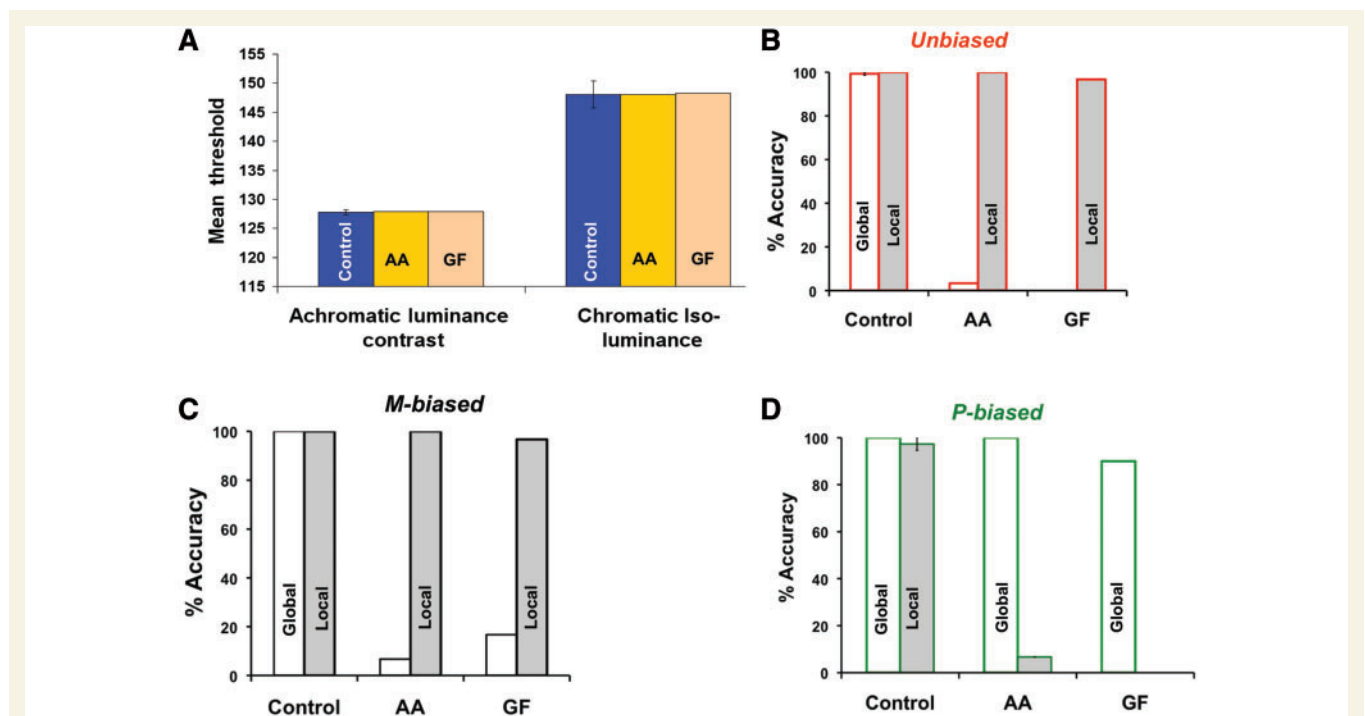 A
Mean threshold
155
150
145
140
135
130
125
120
115
Control
AA
GF
Control
AA
GF
Achromatic luminance
contrast
Chromatic Iso-
luminance
B
Unbiased
% Accuracy
100
80
60
40
20
0
Global
Local
Local
Local
Control
AA
GF
C
M-biased
% Accuracy
100
80
60
40
20
0
Global
Local
Local
Local
Control
AA
GF
D
P-biased
% Accuracy
100
80
60
40
20
0
Global
Local
Global
Global
Control
AA
GF